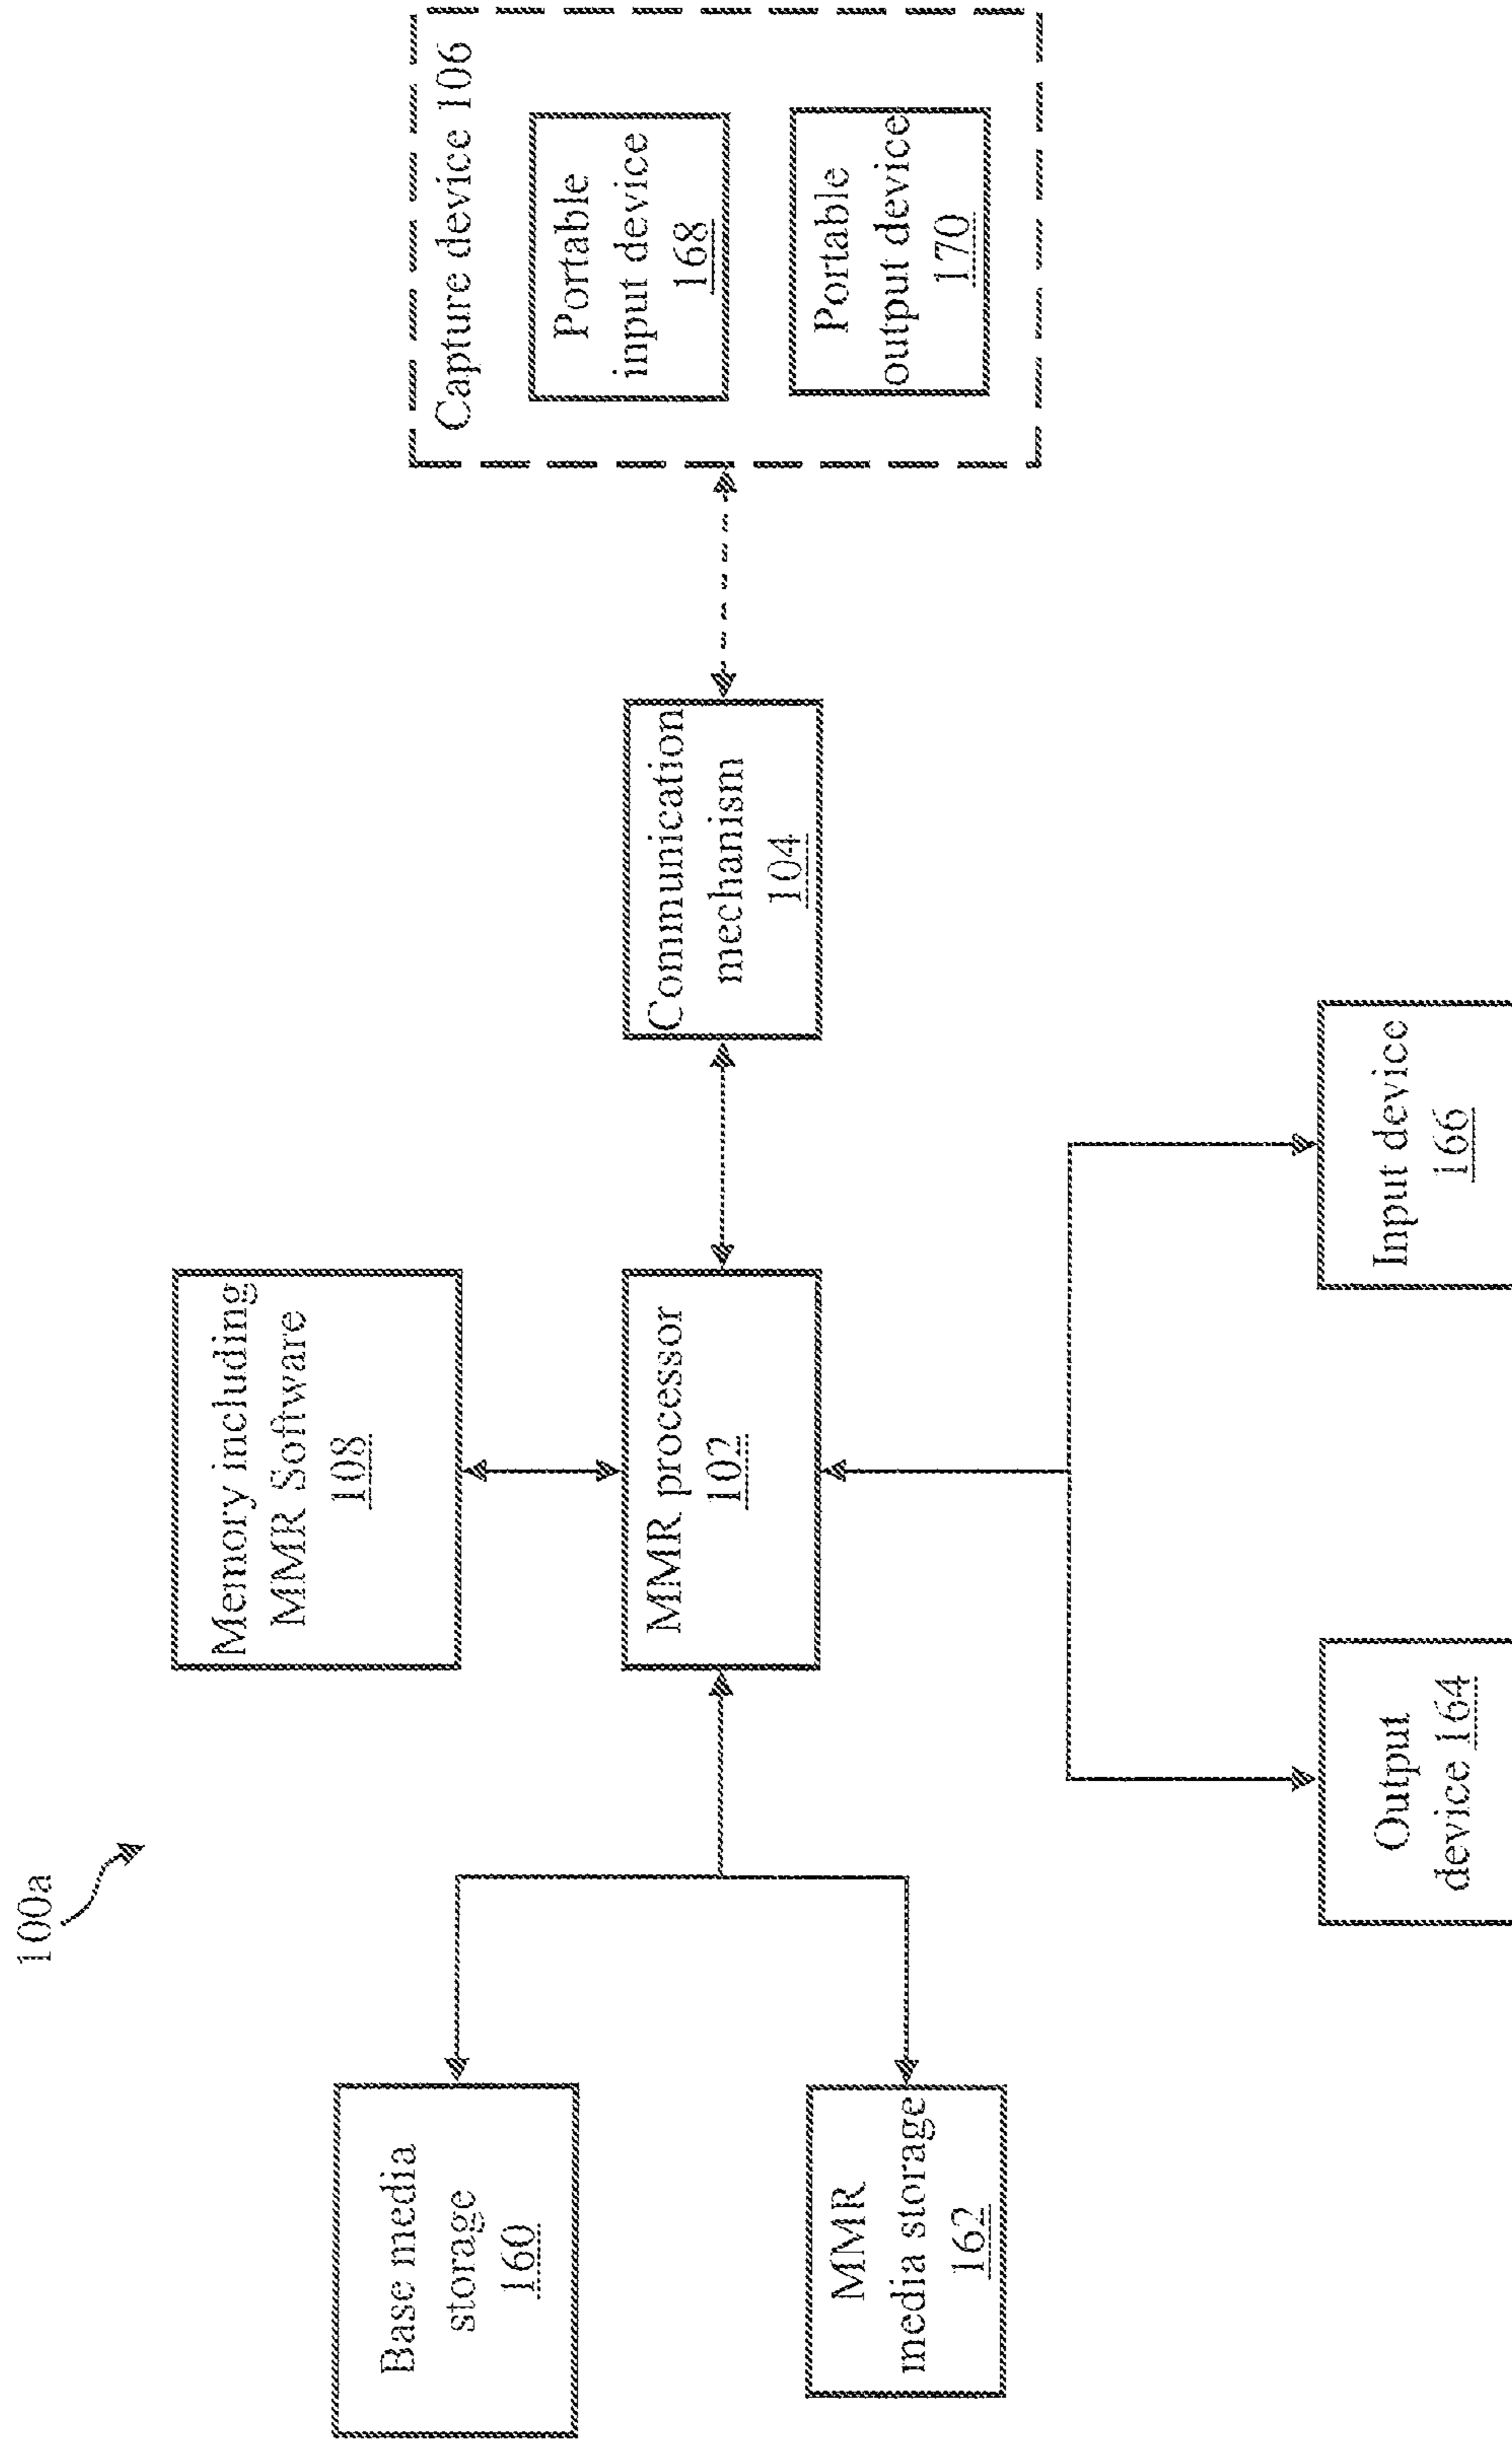 100a
Memory including
MMR Software
108
Base media
storage
160
MMR
media storage
162
MMR processor
102
Communication
mechanism
104
Capture device 106
Portable
input device
168
Portable
output device
170
Output
device 164
Input device
166